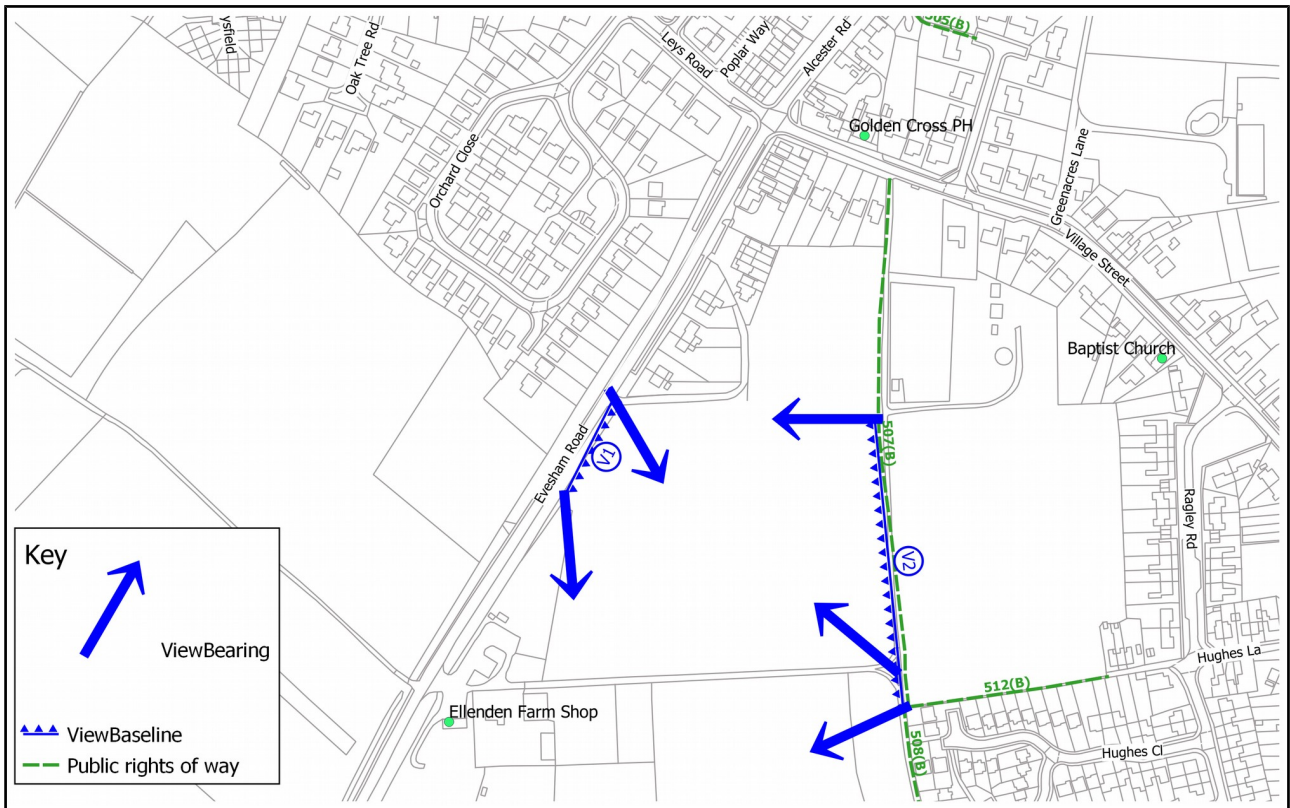 ysfield
Oak Tree Rd
Leys Road
Poplar Way
Alcester Rd
505(B)
Golden Cross PH
Greenacres Lane
Orchard Close
Village Street
Baptist Church
Evesham Road
V1
507(B)
V2
Ragley Rd
Hughes La
512(B)
Ellenden Farm Shop
508(B)
Hughes Cl
Key
ViewBearing
ViewBaseline
Public rights of way